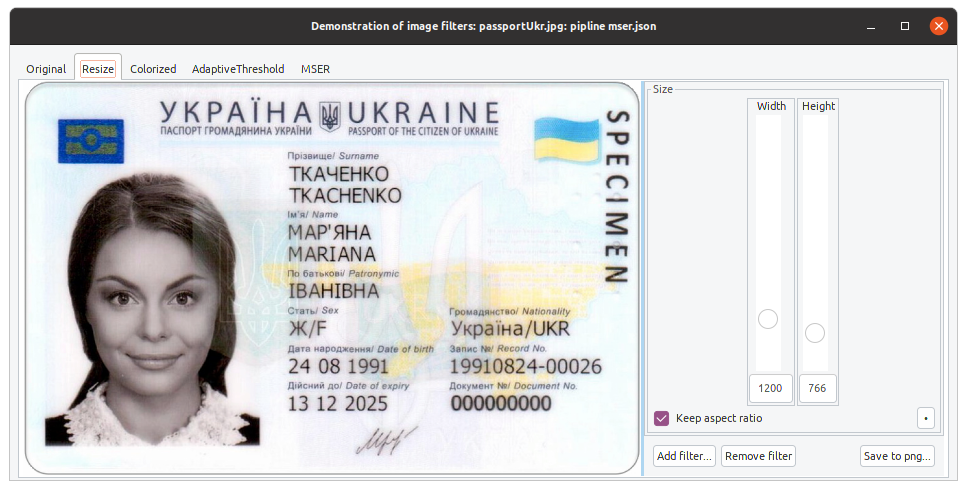 Demonstration of image filters: passportUkr.jpg: pipline mser.json
Original Resize Colorized AdaptiveThreshold MSER
УКРАЇНА UKRAINE
ПАСПОРТ ГРОМАДЯНИНА УКРАЇНИ PASSPORT OF THE CITIZEN OF UKRAINE
SPECIMEN
Прізвище/ Surname
ТКАЧЕНКО
TKACHENKO
Ім'я/ Name
МАР'ЯНА
MARIANA
По батькові/ Patronymic
ІВАНІВНА
Стать/ Sex
Ж/F
Громадянство/ Nationality
Україна/UKR
Дата народження/ Date of birth
24 08 1991
Запис №/ Record No.
19910824-00026
Дійсний до/ Date of expiry
13 12 2025
Документ №/ Document No.
000000000
Size
Width Height
1200 766
Keep aspect ratio
Add filter... Remove filter Save to png...